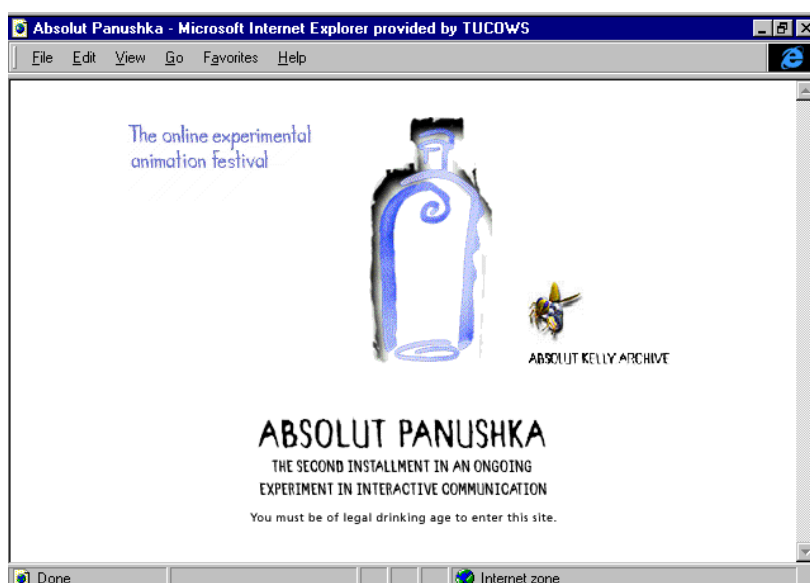 Absolut Panushka - Microsoft Internet Explorer provided by TUCOWS
File Edit View Go Favorites Help
The online experimental
animation festival
ABSOLUT KELLY ARCHIVE
ABSOLUT PANUSHKA
THE SECOND INSTALLMENT IN AN ONGOING
EXPERIMENT IN INTERACTIVE COMMUNICATION
You must be of legal drinking age to enter this site.
Done Internet zone